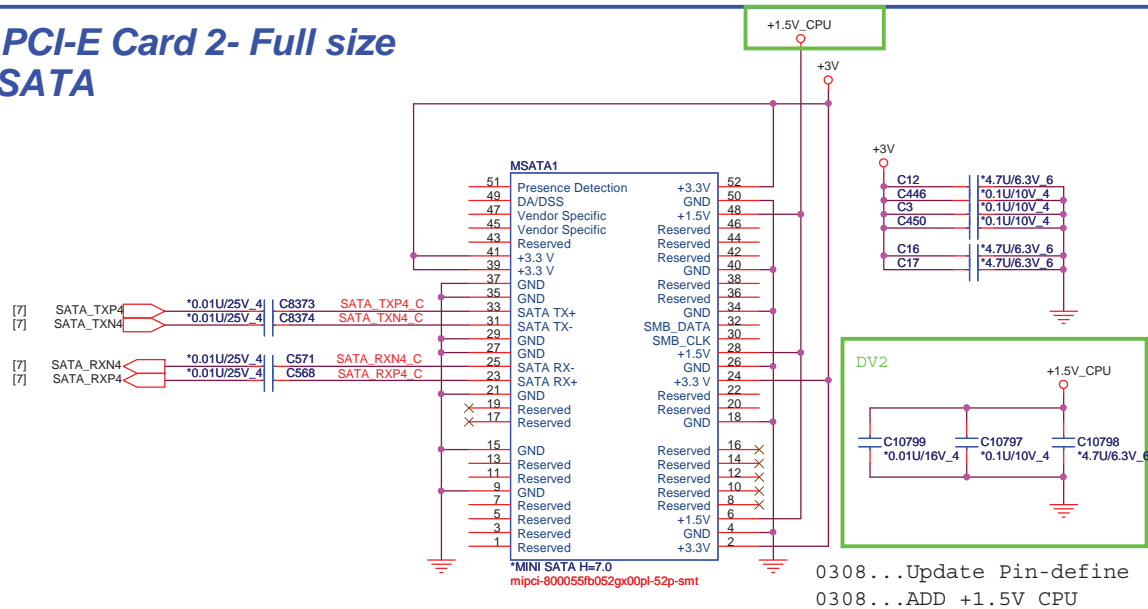 PCI-E Card 2- Full size
SATA
+1.5V_CPU
+3V
MSATA1
51 Presence Detection +3.3V 52
49 DA/DSS GND 50
47 Vendor Specific +1.5V 48
45 Vendor Specific Reserved 46
43 Reserved Reserved 44
41 +3.3 V Reserved 42
39 +3.3 V GND 40
37 GND Reserved 38
35 GND Reserved 36
[7] SATA_TXP4 *0.01U/25V_4 C8373 SATA_TXP4_C 33 SATA TX+ GND 34
[7] SATA_TXN4 *0.01U/25V_4 C8374 SATA_TXN4_C 31 SATA TX- SMB_DATA 32
29 GND SMB_CLK 30
27 GND +1.5V 28
[7] SATA_RXN4 *0.01U/25V_4 C571 SATA_RXN4_C 25 SATA RX- GND 26
[7] SATA_RXP4 *0.01U/25V_4 C568 SATA_RXP4_C 23 SATA RX+ +3.3 V 24
21 GND Reserved 22
19 Reserved Reserved 20
17 Reserved GND 18
15 GND Reserved 16
13 Reserved Reserved 14
11 Reserved Reserved 12
9 GND Reserved 10
7 Reserved Reserved 8
5 Reserved +1.5V 6
3 Reserved GND 4
1 Reserved +3.3V 2
*MINI SATA H=7.0
mipci-800055fb052gx00pl-52p-smt
+3V
C12 *4.7U/6.3V_6
C446 *0.1U/10V_4
C3 *0.1U/10V_4
C450 *0.1U/10V_4
C16 *4.7U/6.3V_6
C17 *4.7U/6.3V_6
DV2
+1.5V_CPU
C10799 C10797 C10798
*0.01U/16V_4 *0.1U/10V_4 *4.7U/6.3V_6
0308...Update Pin-define
0308...ADD +1.5V CPU